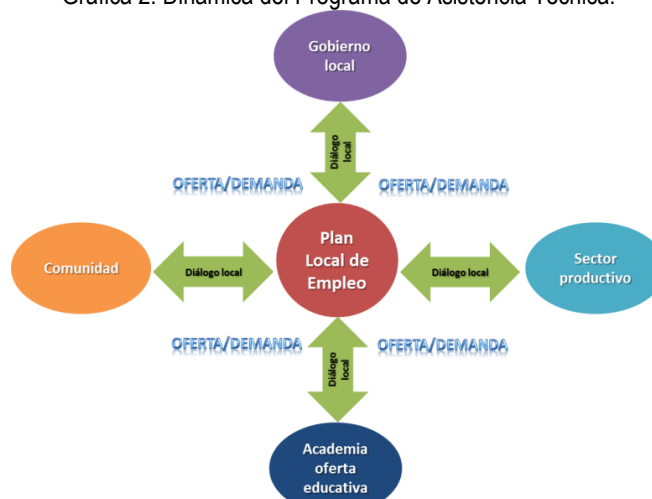 Gráfica 2. Dinámica del Programa de Asistencia Técnica.
Gobierno
local
Diálogo
local
OFERTA/DEMANDA
OFERTA/DEMANDA
Plan
Local de
Empleo
Comunidad
Diálogo local
Diálogo local
Sector
productivo
OFERTA/DEMANDA
OFERTA/DEMANDA
Diálogo
local
Academia
oferta
educativa